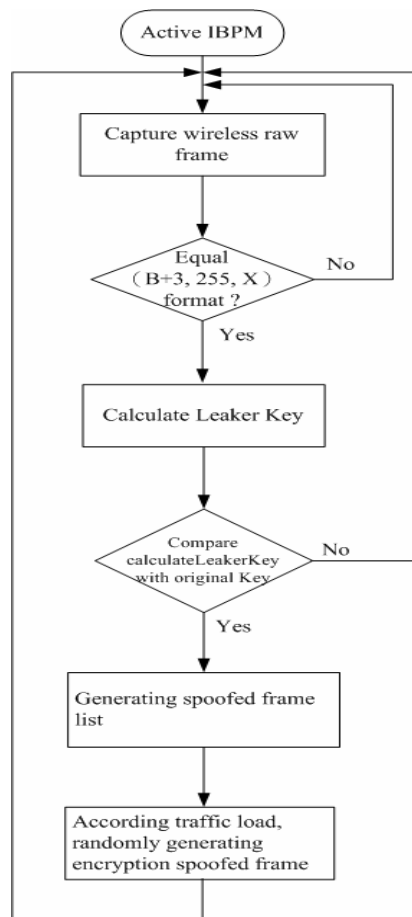 Active IBPM
Capture wireless raw
frame
Equal
（B+3, 255, X）
format ?
No
Yes
Calculate Leaker Key
Compare
calculateLeakerKey
with original Key
No
Yes
Generating spoofed frame
list
According traffic load,
randomly generating
encryption spoofed frame